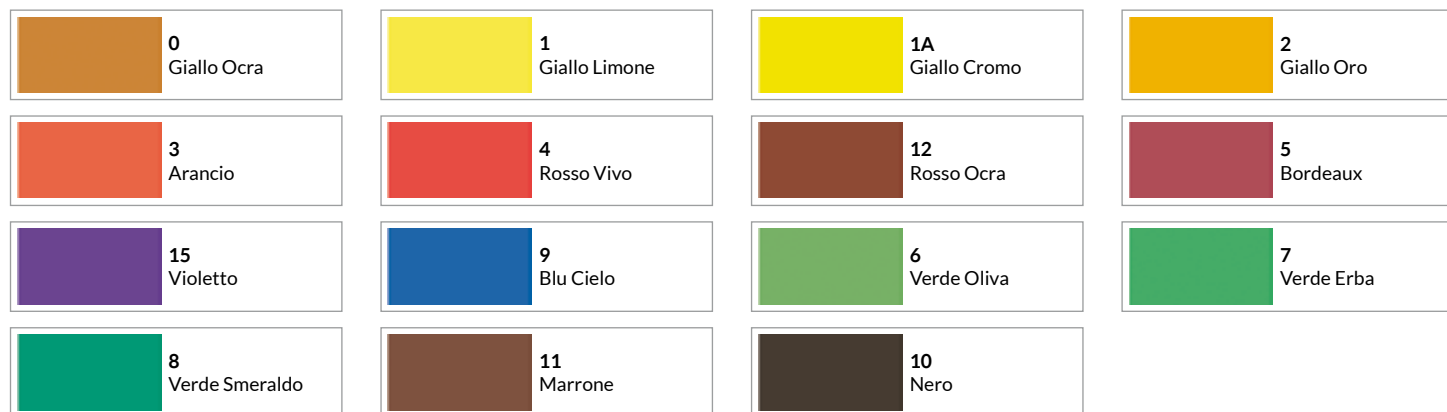 0
Giallo Ocra
1
Giallo Limone
1A
Giallo Cromo
2
Giallo Oro
3
Arancio
4
Rosso Vivo
12
Rosso Ocra
5
Bordeaux
15
Violetto
9
Blu Cielo
6
Verde Oliva
7
Verde Erba
8
Verde Smeraldo
11
Marrone
10
Nero